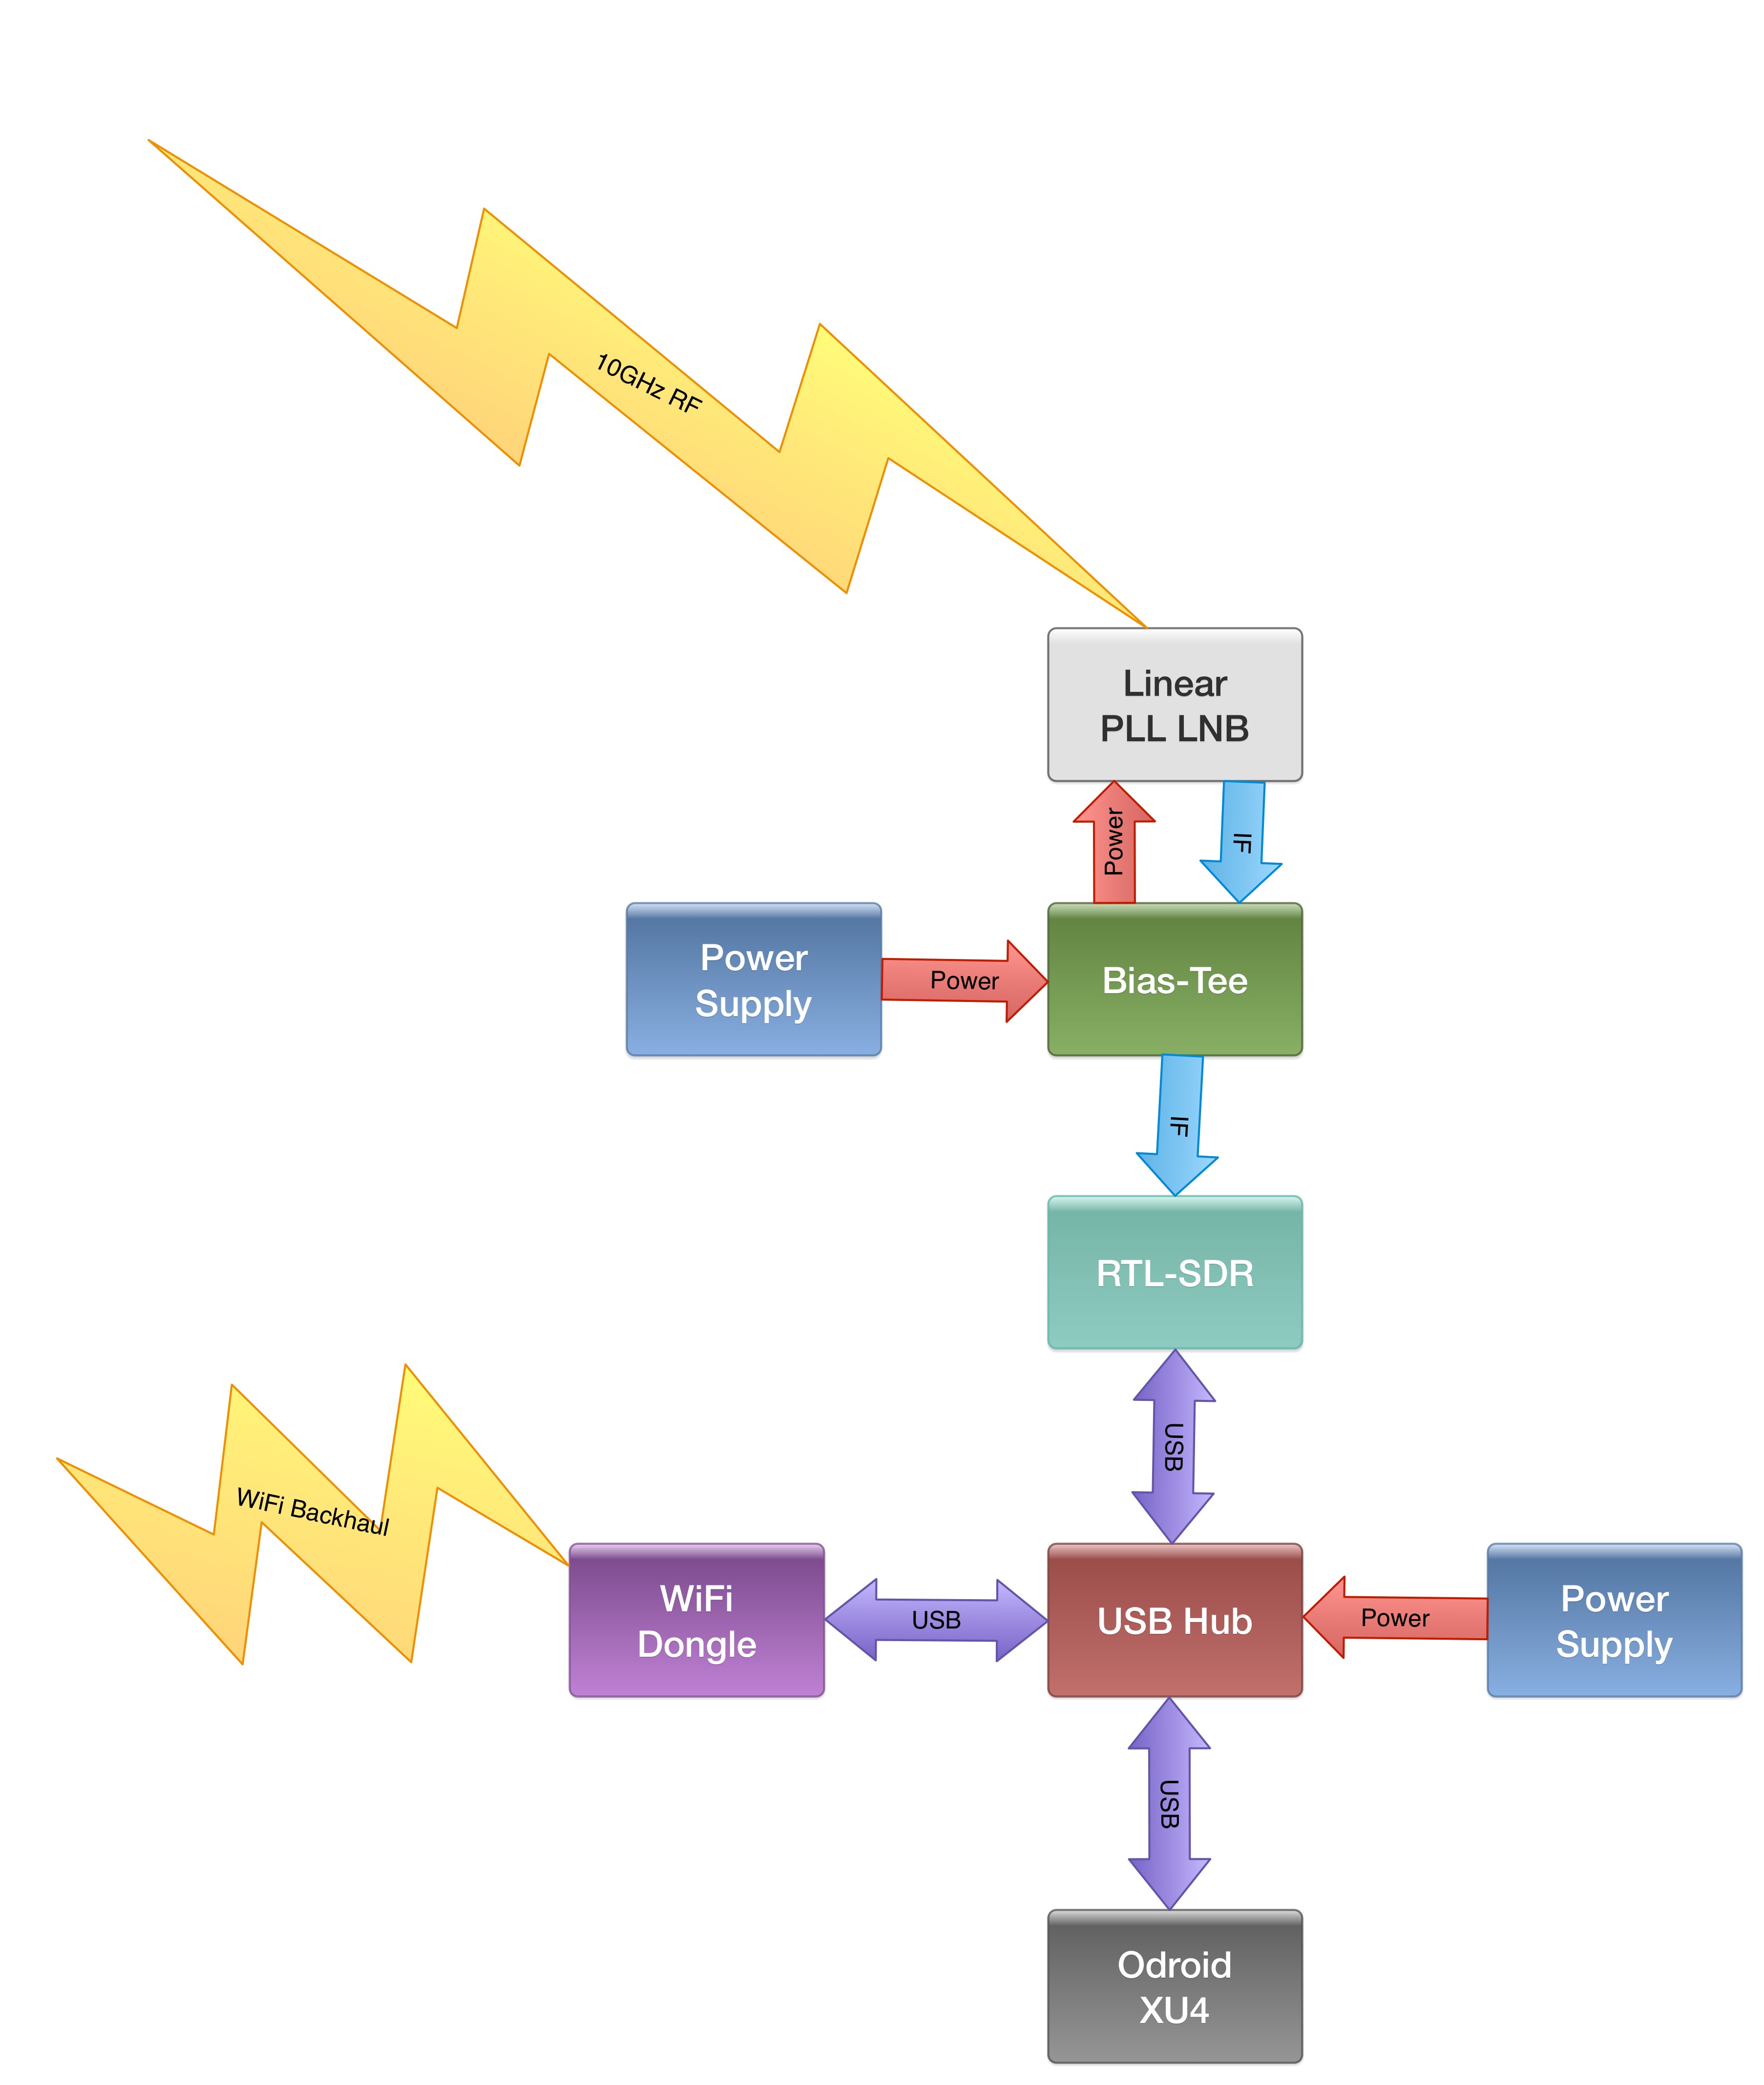 10GHz RF
Linear
PLL LNB
Power
IF
Power
Supply
Power
Bias-Tee
IF
RTL-SDR
USB
WiFi Backhaul
WiFi
Dongle
USB
USB Hub
Power
Power
Supply
USB
Odroid
XU4